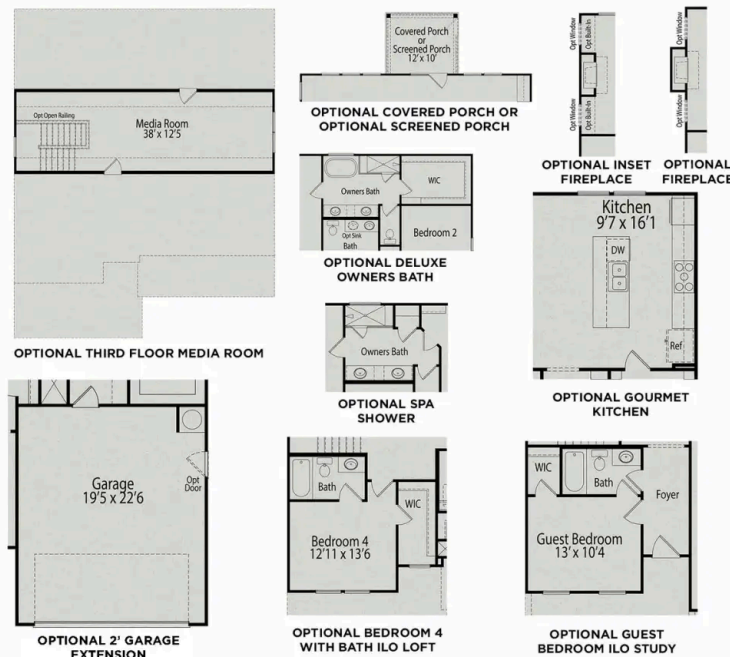 Opt Open Railing
Media Room
38' x 12'5
OPTIONAL THIRD FLOOR MEDIA ROOM
Covered Porch
or
Screened Porch
12' x 10'
OPTIONAL COVERED PORCH OR
OPTIONAL SCREENED PORCH
Opt Window
Opt Built-In
Opt Window
Opt Built-In
OPTIONAL INSET
FIREPLACE
Opt Window
Opt Window
OPTIONAL
FIREPLACE
Owners Bath
WIC
Opt Sink
Bath
Bedroom 2
OPTIONAL DELUXE
OWNERS BATH
Kitchen
9'7 x 16'1
DW
Ref
OPTIONAL GOURMET
KITCHEN
Owners Bath
OPTIONAL SPA
SHOWER
Garage
19'5 x 22'6
Opt
Door
OPTIONAL 2' GARAGE
EXTENSION
Bath
WIC
Bedroom 4
12'11 x 13'6
OPTIONAL BEDROOM 4
WITH BATH ILO LOFT
WIC
Bath
Foyer
Guest Bedroom
13' x 10'4
OPTIONAL GUEST
BEDROOM ILO STUDY